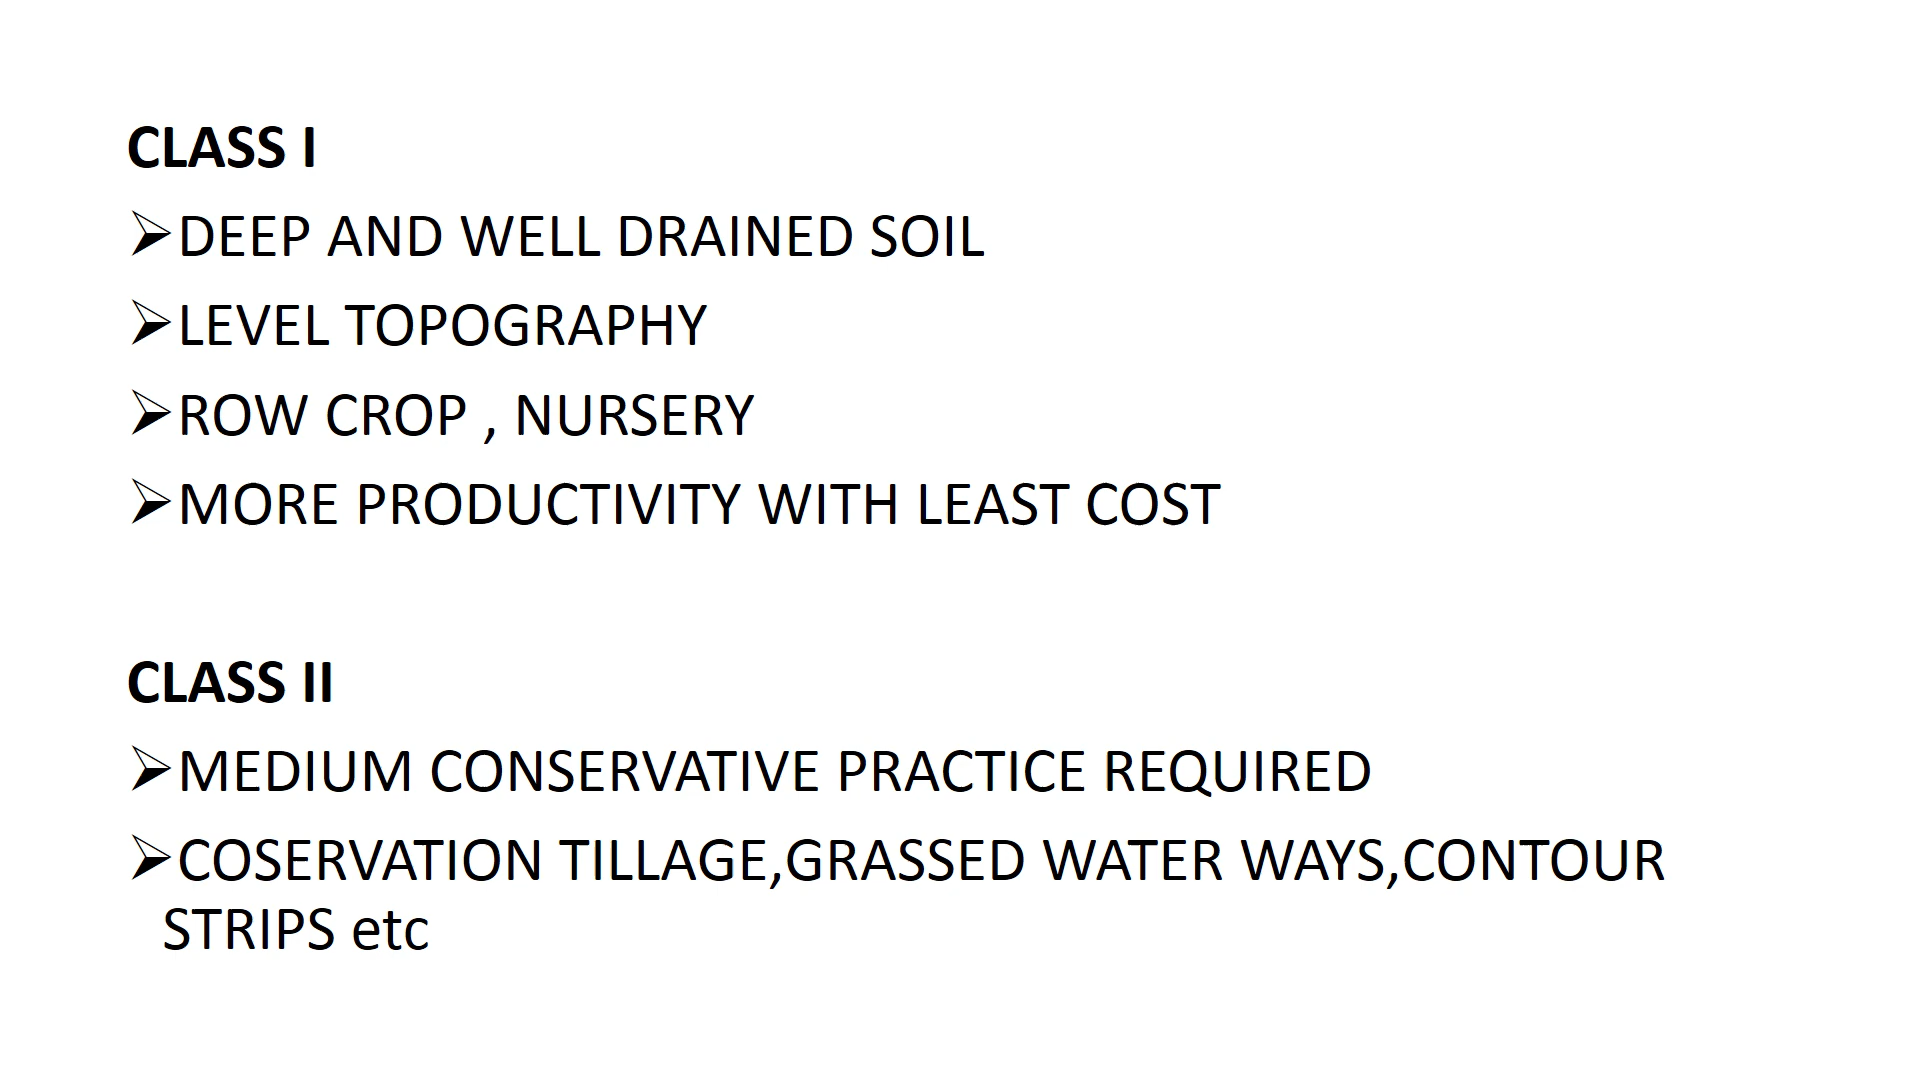 CLASS I
➢DEEP AND WELL DRAINED SOIL
➢LEVEL TOPOGRAPHY
➢ROW CROP , NURSERY
➢MORE PRODUCTIVITY WITH LEAST COST
CLASS II
➢MEDIUM CONSERVATIVE PRACTICE REQUIRED
➢COSERVATION TILLAGE,GRASSED WATER WAYS,CONTOUR
STRIPS etc